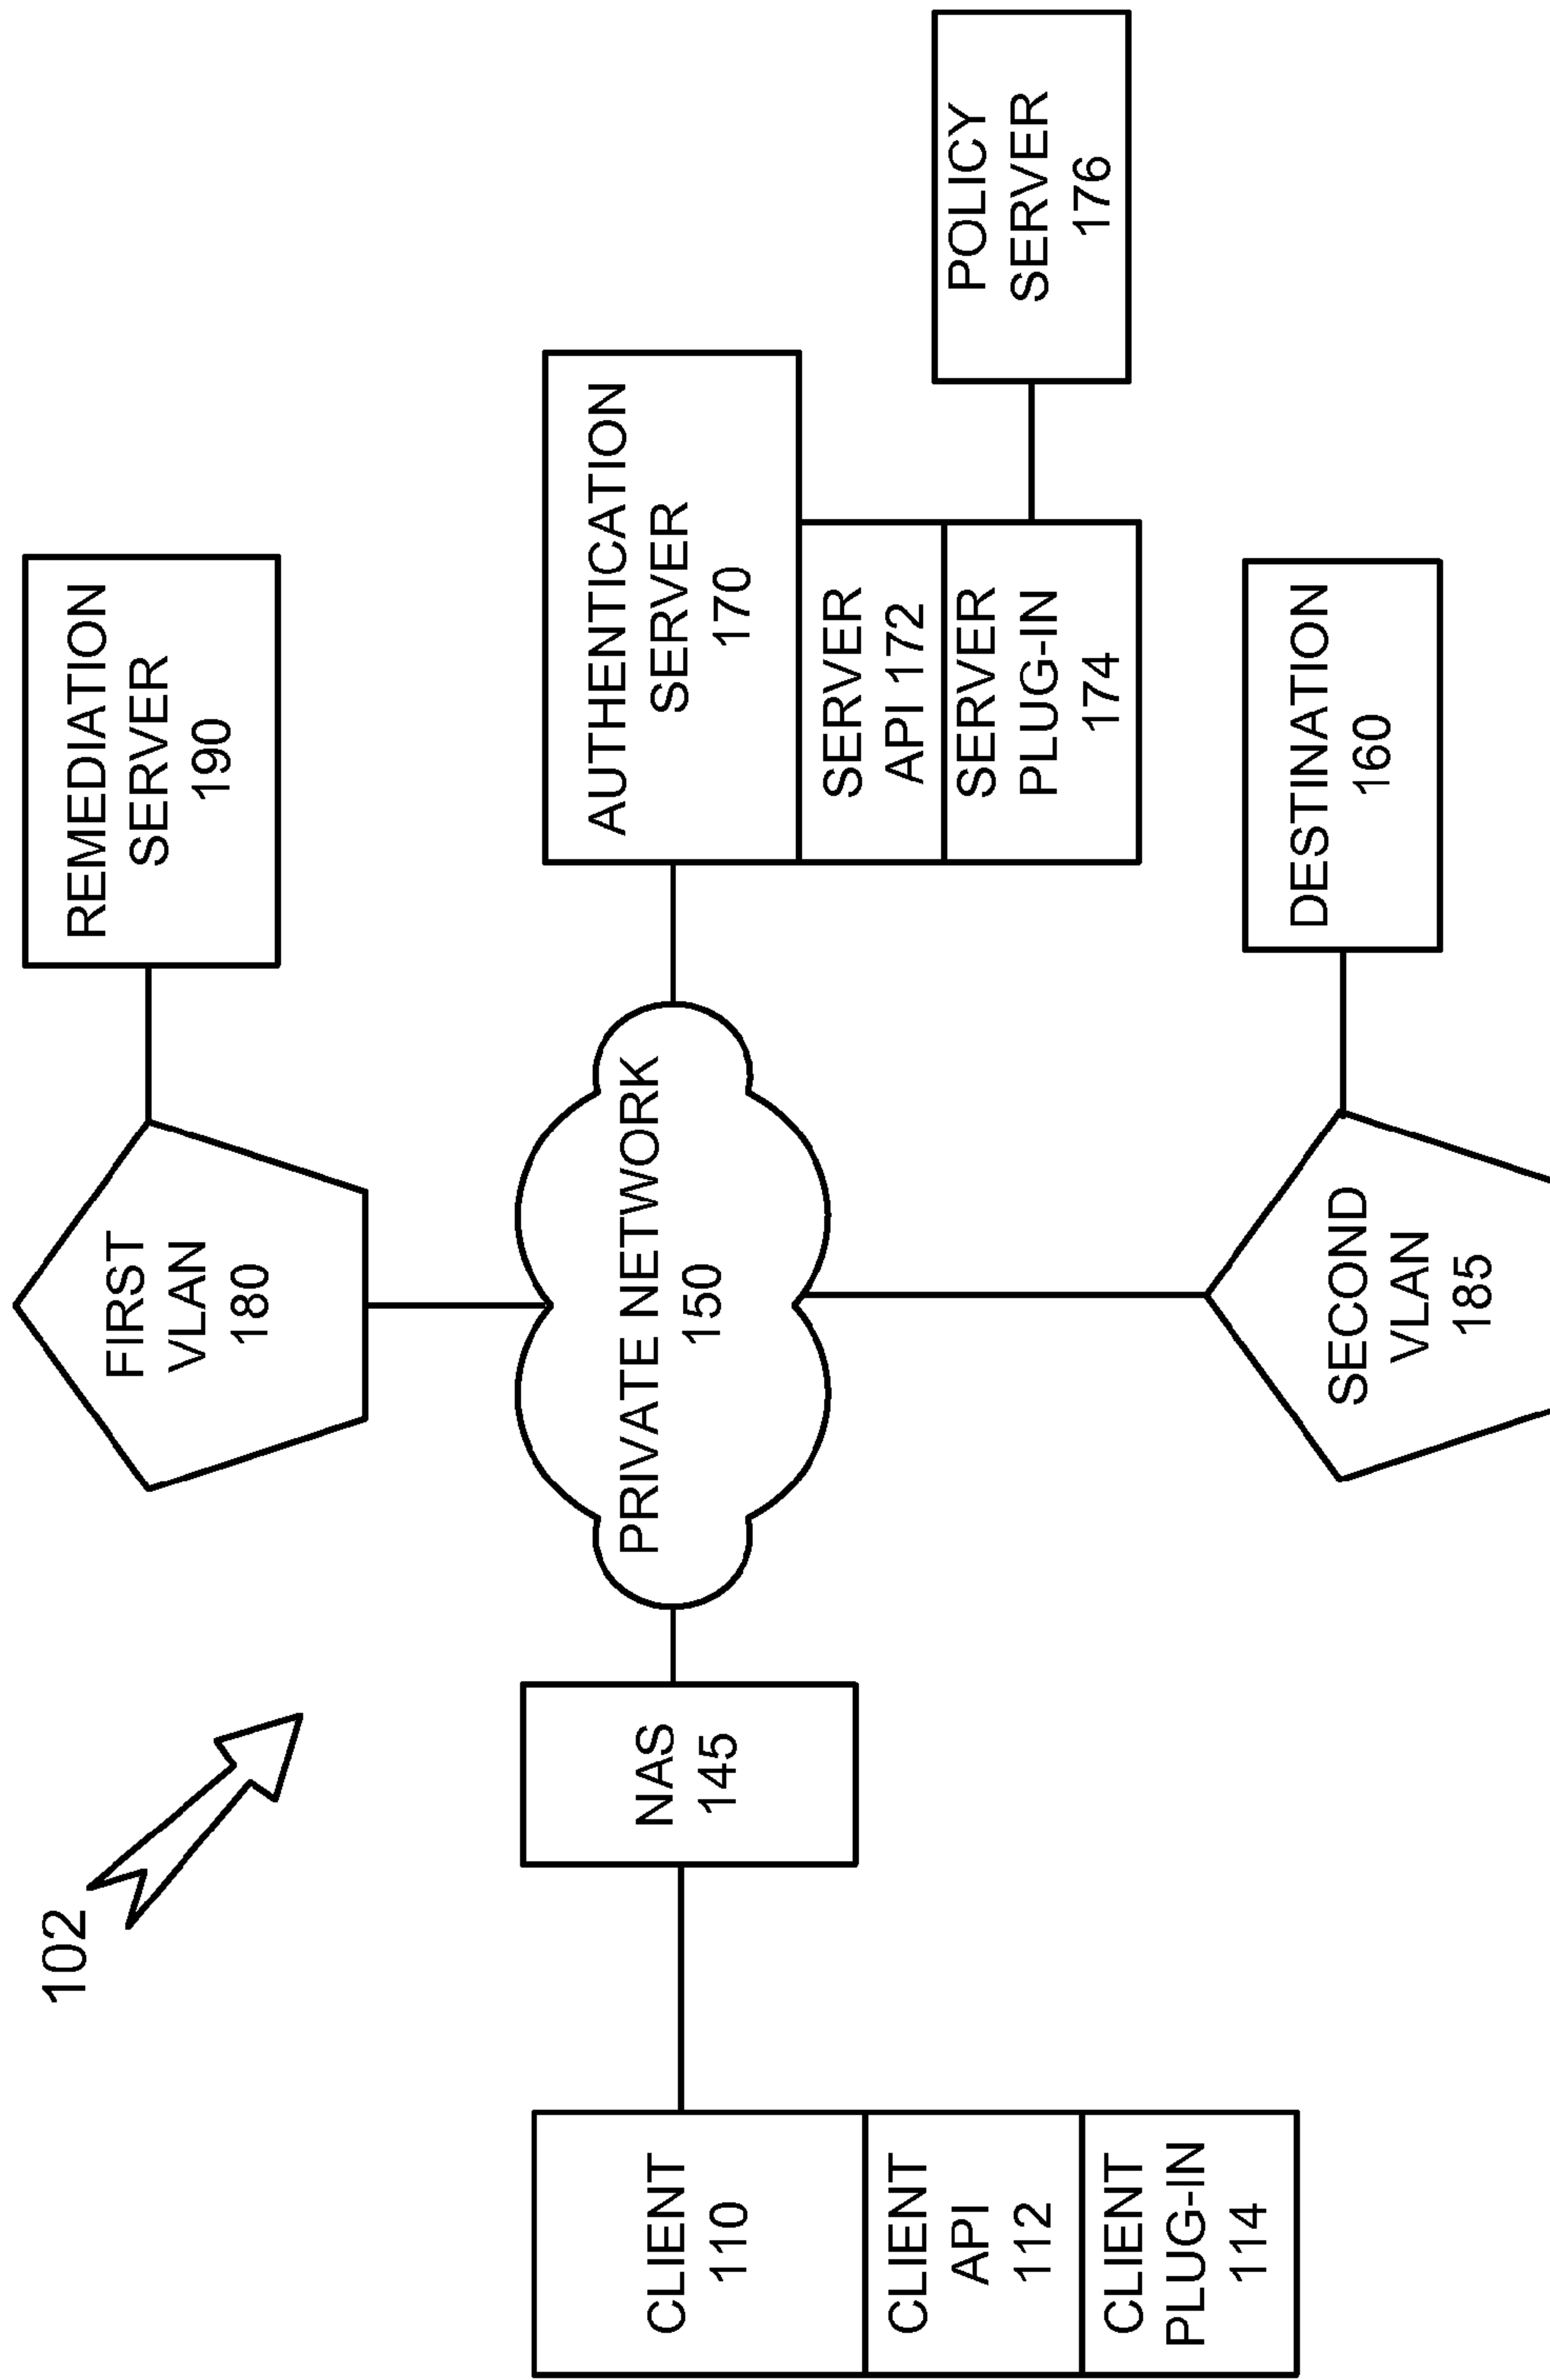 102
REMEDIATION
SERVER
190
FIRST
VLAN
180
CLIENT
110
CLIENT
API
112
CLIENT
PLUG-IN
114
NAS
145
PRIVATE NETWORK
150
AUTHENTICATION
SERVER
170
SERVER
API 172
SERVER
PLUG-IN
174
POLICY
SERVER
176
SECOND
VLAN
185
DESTINATION
160